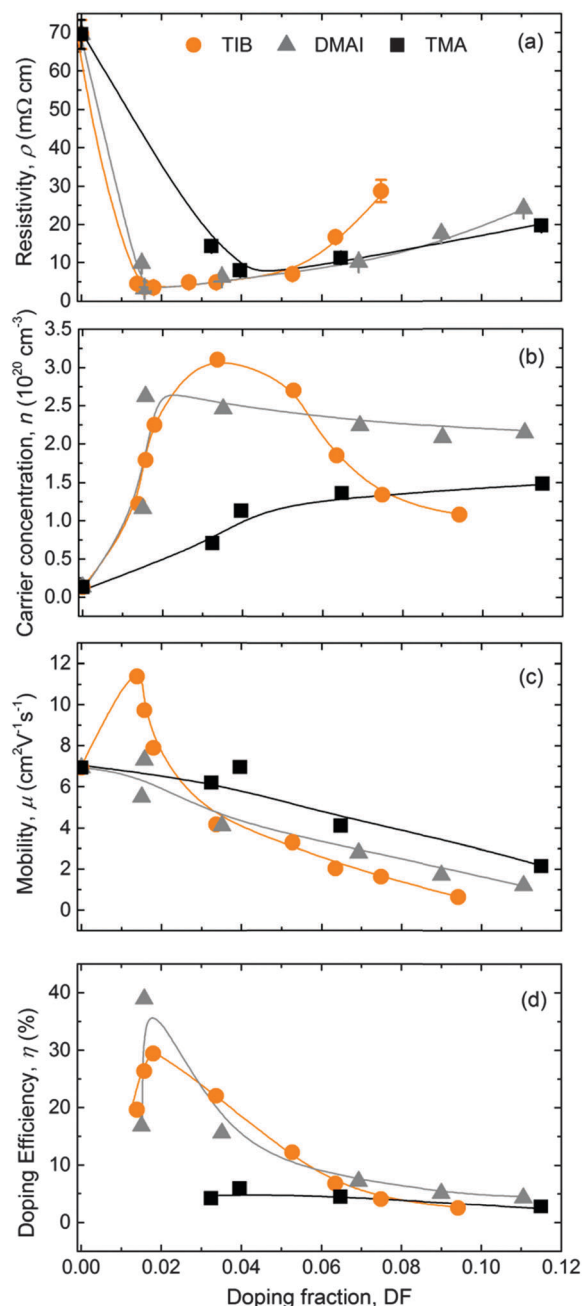 TIB DMAI TMA (a)
Resistivity, ρ (mΩ cm)
70
60
50
40
30
20
10
0
(b)
Carrier concentration, n (10²⁰ cm⁻³)
3.5
3.0
2.5
2.0
1.5
1.0
0.5
0.0
(c)
Mobility, μ (cm²V⁻¹s⁻¹)
12
10
8
6
4
2
0
(d)
Doping Efficiency, η (%)
40
30
20
10
0
0.00 0.02 0.04 0.06 0.08 0.10 0.12
Doping fraction, DF